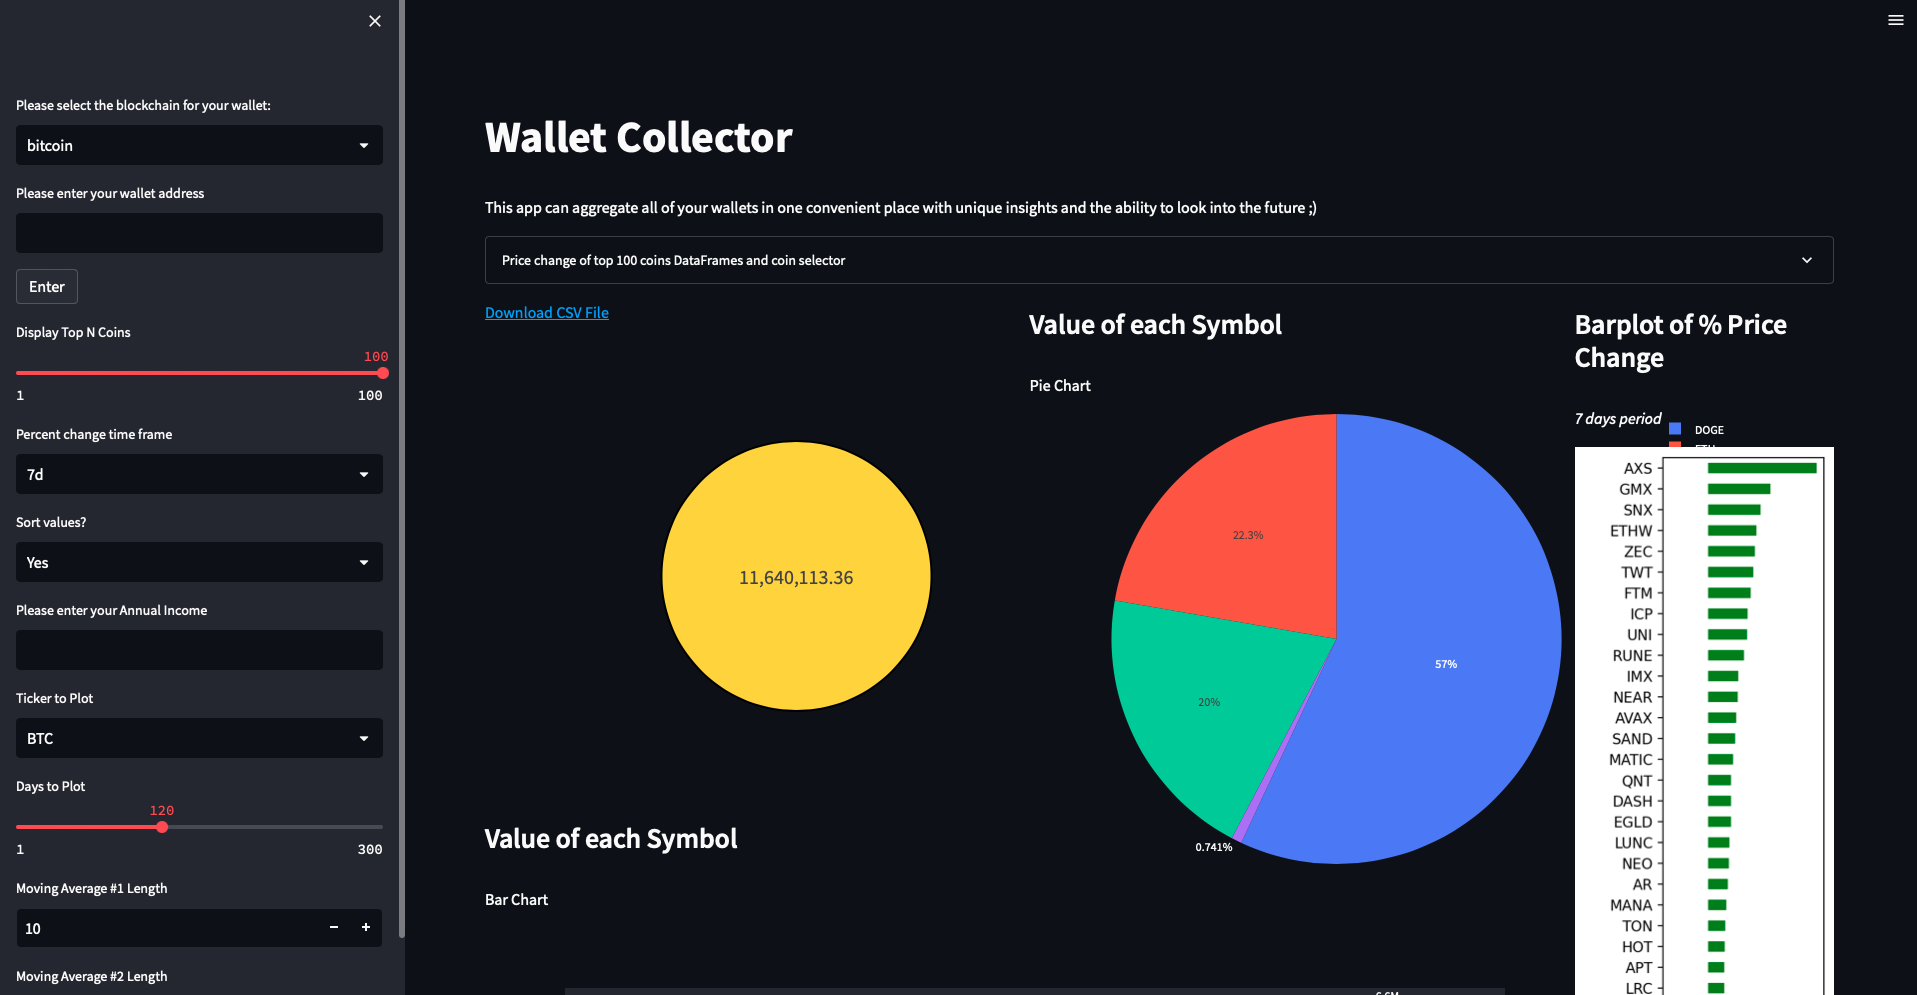 Please select the blockchain for your wallet:
bitcoin
Please enter your wallet address
Enter
Display Top N Coins
100
1
100
Percent change time frame
7d
Sort values?
Yes
Please enter your Annual Income
Ticker to Plot
BTC
Days to Plot
120
1
300
Moving Average #1 Length
10
Moving Average #2 Length
Wallet Collector
This app can aggregate all of your wallets in one convenient place with unique insights and the ability to look into the future ;)
Price change of top 100 coins DataFrames and coin selector
Download CSV File
11,640,113.36
Value of each Symbol
Bar Chart
Value of each Symbol
Pie Chart
22.3%
57%
20%
0.741%
Barplot of % Price
Change
7 days period
DOGE
AXS
GMX
SNX
ETHW
ZEC
TWT
FTM
ICP
UNI
RUNE
IMX
NEAR
AVAX
SAND
MATIC
QNT
DASH
EGLD
LUNC
NEO
AR
MANA
TON
HOT
APT
LRC